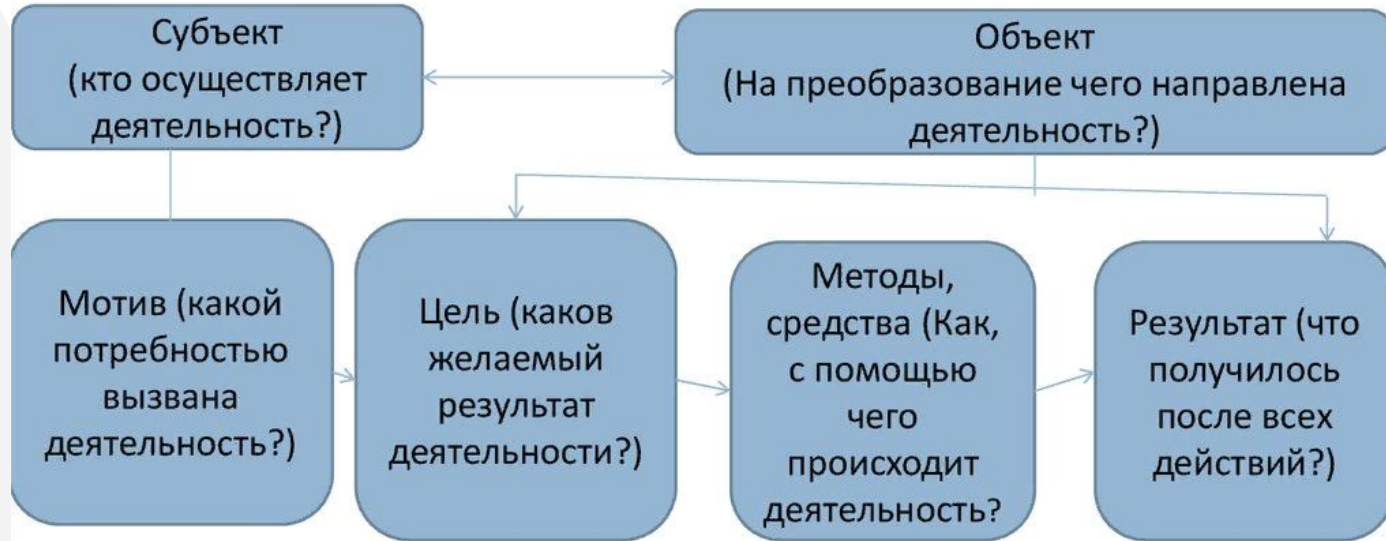 Субъект
(кто осуществляет
деятельность?)
Объект
(На преобразование чего направлена
деятельность?)
Мотив (какой
потребностью
вызвана
деятельность?)
Цель (каков
желаемый
результат
деятельности?)
Методы,
средства (Как,
с помощью
чего
происходит
деятельность?
Результат (что
получилось
после всех
действий?)